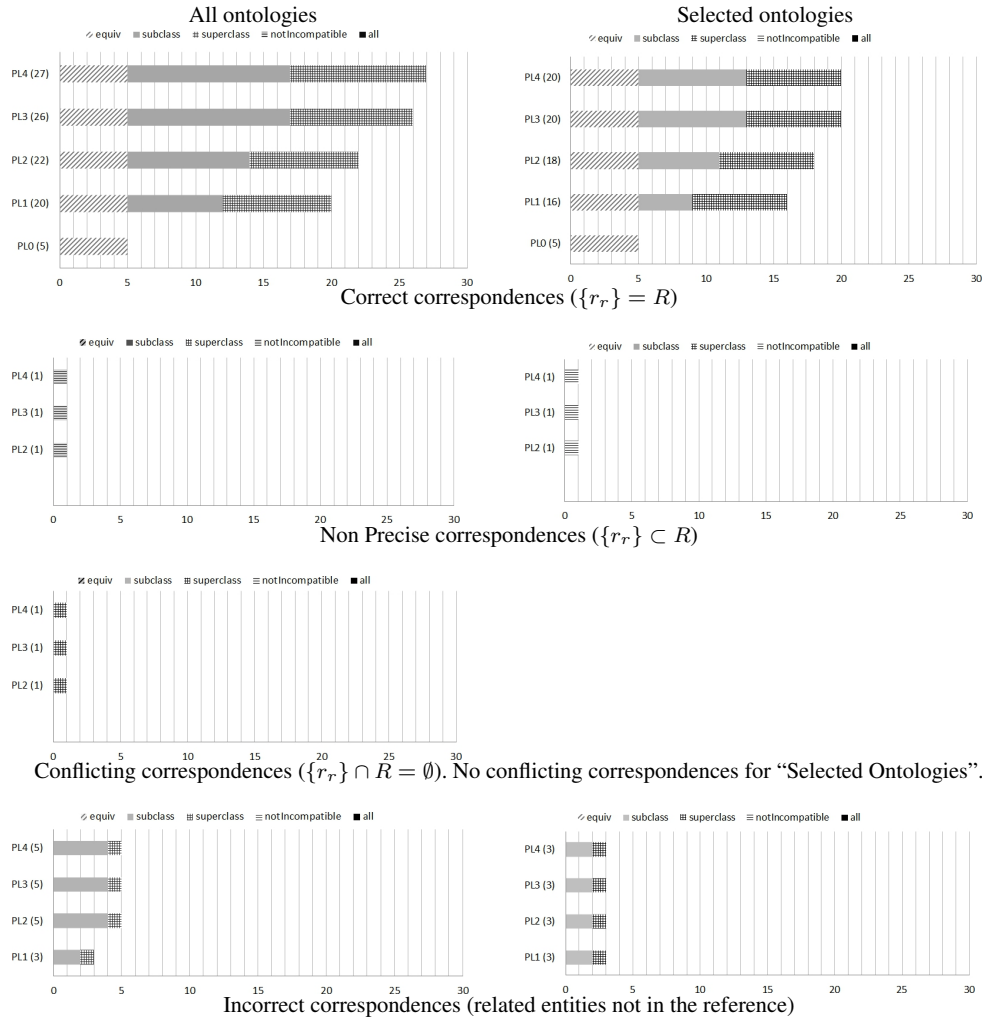 All ontologies
equiv subclass superclass notIncompatible all
PL4 (27)
PL3 (26)
PL2 (22)
PL1 (20)
PL0 (5)
0 5 10 15 20 25 30
Selected ontologies
equiv subclass superclass notIncompatible all
PL4 (20)
PL3 (20)
PL2 (18)
PL1 (16)
PL0 (5)
0 5 10 15 20 25 30
Correct correspondences ({r_r} = R)
equiv subclass superclass notIncompatible all
PL4 (1)
PL3 (1)
PL2 (1)
0 5 10 15 20 25 30
equiv subclass superclass notIncompatible all
PL4 (1)
PL3 (1)
PL2 (1)
0 5 10 15 20 25 30
Non Precise correspondences ({r_r} ⊂ R)
equiv subclass superclass notIncompatible all
PL4 (1)
PL3 (1)
PL2 (1)
0 5 10 15 20 25 30
Conflicting correspondences ({r_r} ∩ R = ∅). No conflicting correspondences for “Selected Ontologies”.
equiv subclass superclass notIncompatible all
PL4 (5)
PL3 (5)
PL2 (5)
PL1 (3)
0 5 10 15 20 25 30
equiv subclass superclass notIncompatible all
PL4 (3)
PL3 (3)
PL2 (3)
PL1 (3)
0 5 10 15 20 25 30
Incorrect correspondences (related entities not in the reference)